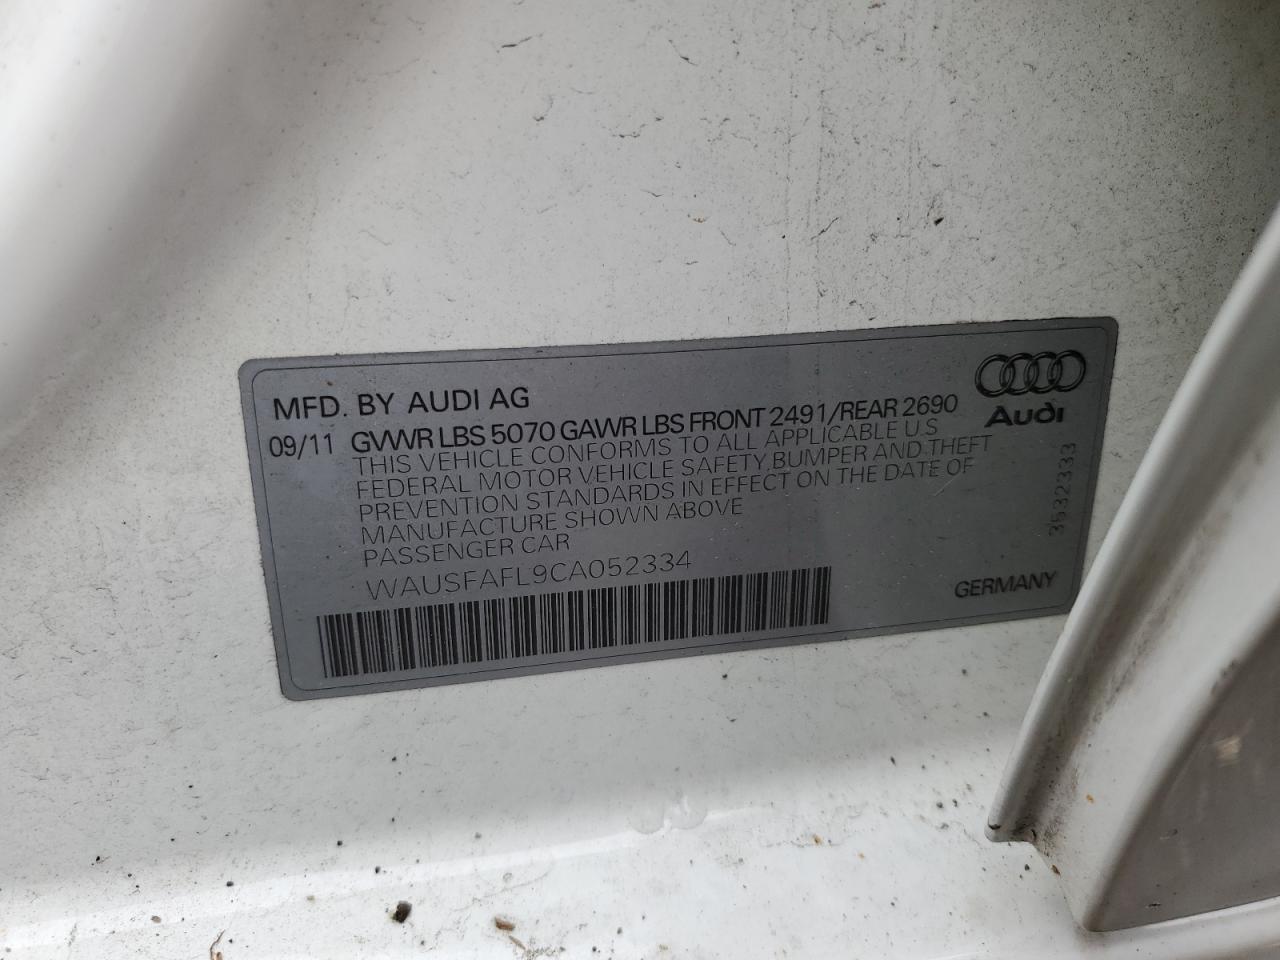 MFD. BY AUDI AG
09/11 GVWR LBS 5070 GAWR LBS FRONT 2491/REAR 2690
THIS VEHICLE CONFORMS TO ALL APPLICABLE U.S
FEDERAL MOTOR VEHICLE SAFETY, BUMPER AND THEFT
PREVENTION STANDARDS IN EFFECT ON THE DATE OF
MANUFACTURE SHOWN ABOVE
PASSENGER CAR
WAUSFAFL9CA052334
Audi
3532333
GERMANY